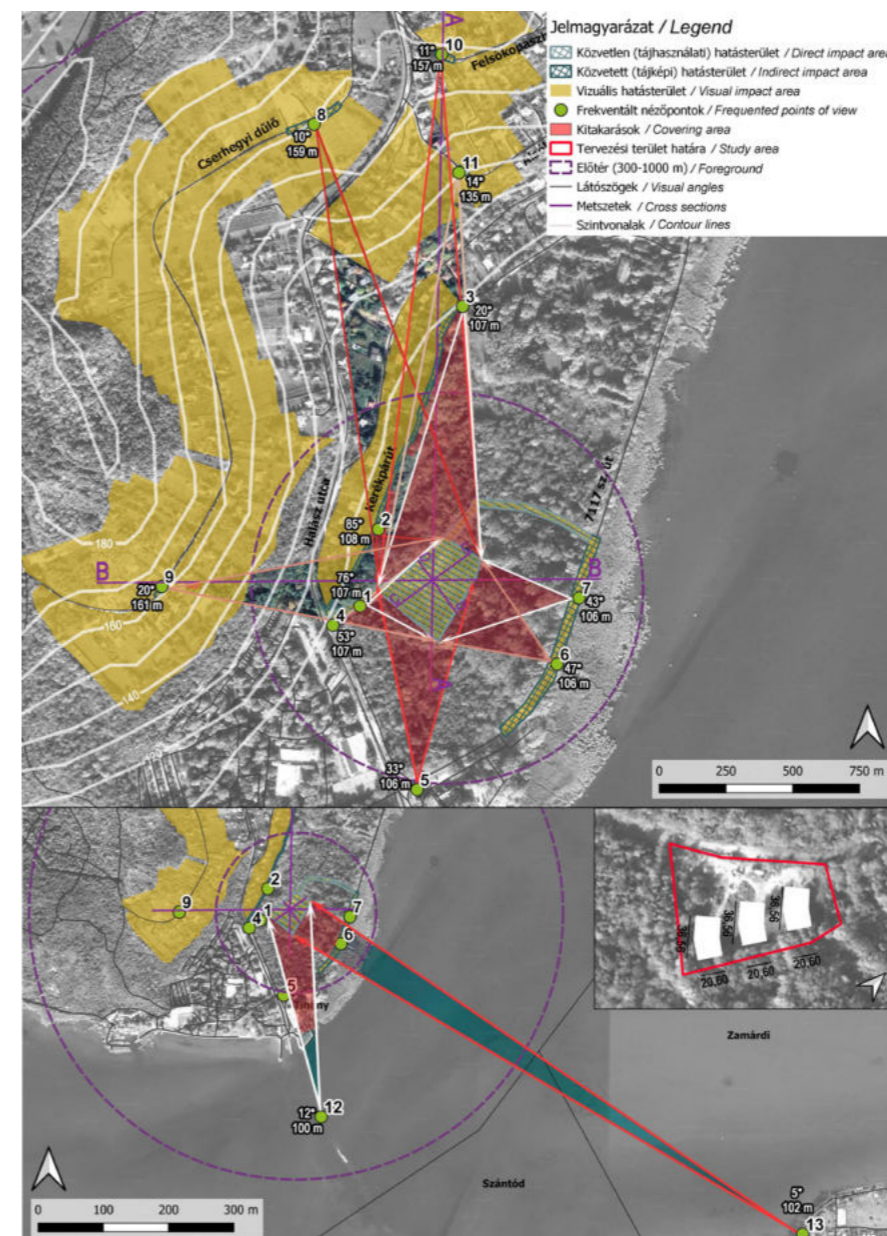 Jelmagyarázat / Legend
Közvetlen (tájhasználati) hatásterület / Direct impact area
Közvetett (tájképi) hatásterület / Indirect impact area
Vizuális hatásterület / Visual impact area
Frekventált nézőpontok / Frequented points of view
Kitakarások / Covering area
Tervezési terület határa / Study area
Előtér (300-1000 m) / Foreground
Látószögek / Visual angles
Metszetek / Cross sections
Szintvonalak / Contour lines
A
10
11°
157 m
Felsőkopasz
8
10°
159 m
Cserhegyi dűlő
11
14°
135 m
3
20°
107 m
Kerékpárút
Halász utca
7117 sz. út
2
85°
108 m
180
B
9
20°
161 m
160
140
76°
107 m
1
4
53°
107 m
B
7
43°
106 m
6
47°
106 m
A
33°
106 m
5
0 250 500 750 m
2
9
1
4
7
6
5
Tihany
12
12°
100 m
38,56
36,56
36,56
20,60
20,60
20,60
Zamárdi
Szántód
5°
102 m
13
0 100 200 300 m